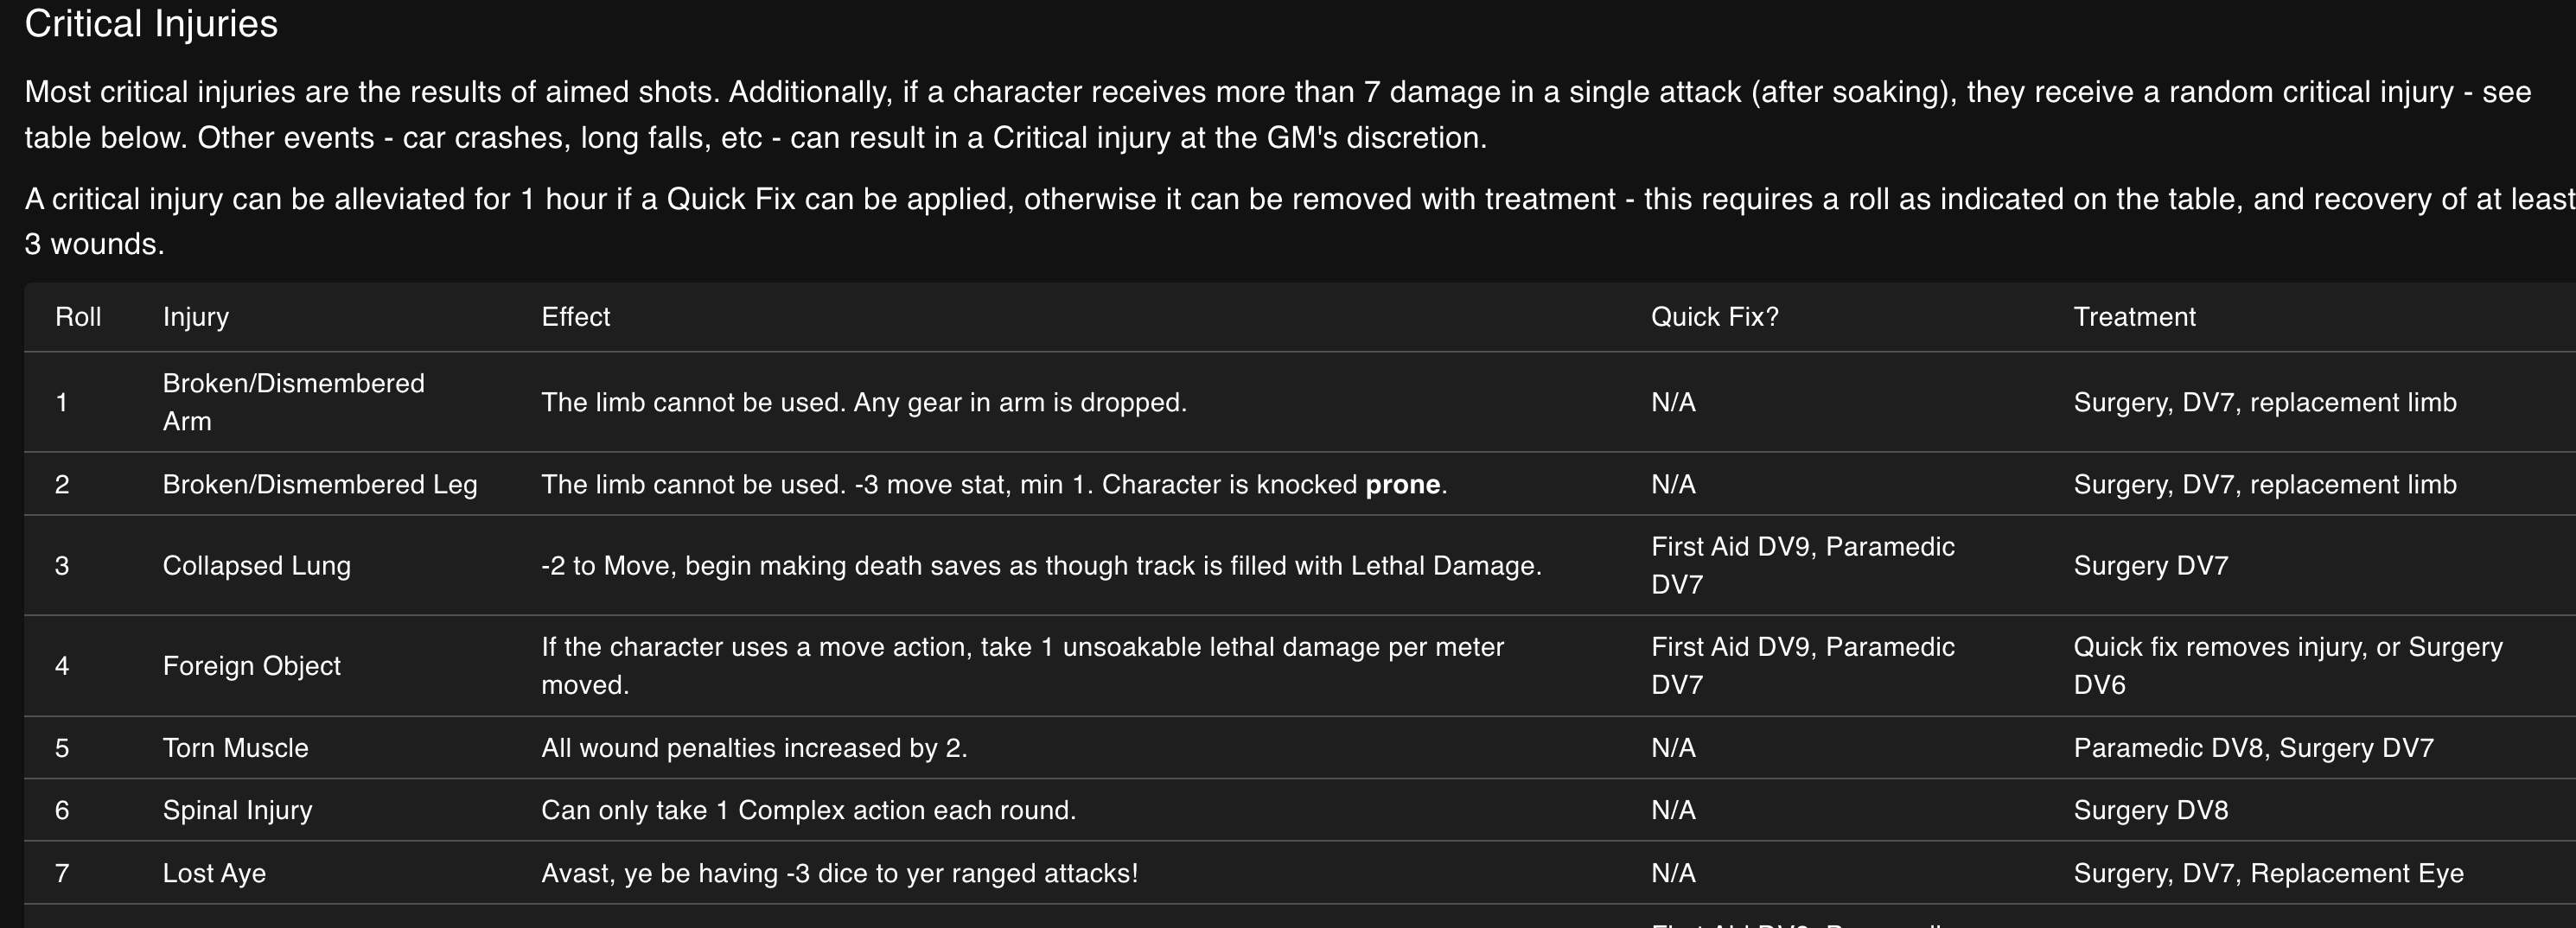 Critical Injuries
Most critical injuries are the results of aimed shots. Additionally, if a character receives more than 7 damage in a single attack (after soaking), they receive a random critical injury - see
table below. Other events - car crashes, long falls, etc - can result in a Critical injury at the GM's discretion.
A critical injury can be alleviated for 1 hour if a Quick Fix can be applied, otherwise it can be removed with treatment - this requires a roll as indicated on the table, and recovery of at least
3 wounds.
Roll Injury Effect Quick Fix? Treatment
1 Broken/Dismembered Arm The limb cannot be used. Any gear in arm is dropped. N/A Surgery, DV7, replacement limb
2 Broken/Dismembered Leg The limb cannot be used. -3 move stat, min 1. Character is knocked prone. N/A Surgery, DV7, replacement limb
3 Collapsed Lung -2 to Move, begin making death saves as though track is filled with Lethal Damage. First Aid DV9, Paramedic DV7 Surgery DV7
4 Foreign Object If the character uses a move action, take 1 unsoakable lethal damage per meter moved. First Aid DV9, Paramedic DV7 Quick fix removes injury, or Surgery DV6
5 Torn Muscle All wound penalties increased by 2. N/A Paramedic DV8, Surgery DV7
6 Spinal Injury Can only take 1 Complex action each round. N/A Surgery DV8
7 Lost Aye Avast, ye be having -3 dice to yer ranged attacks! N/A Surgery, DV7, Replacement Eye